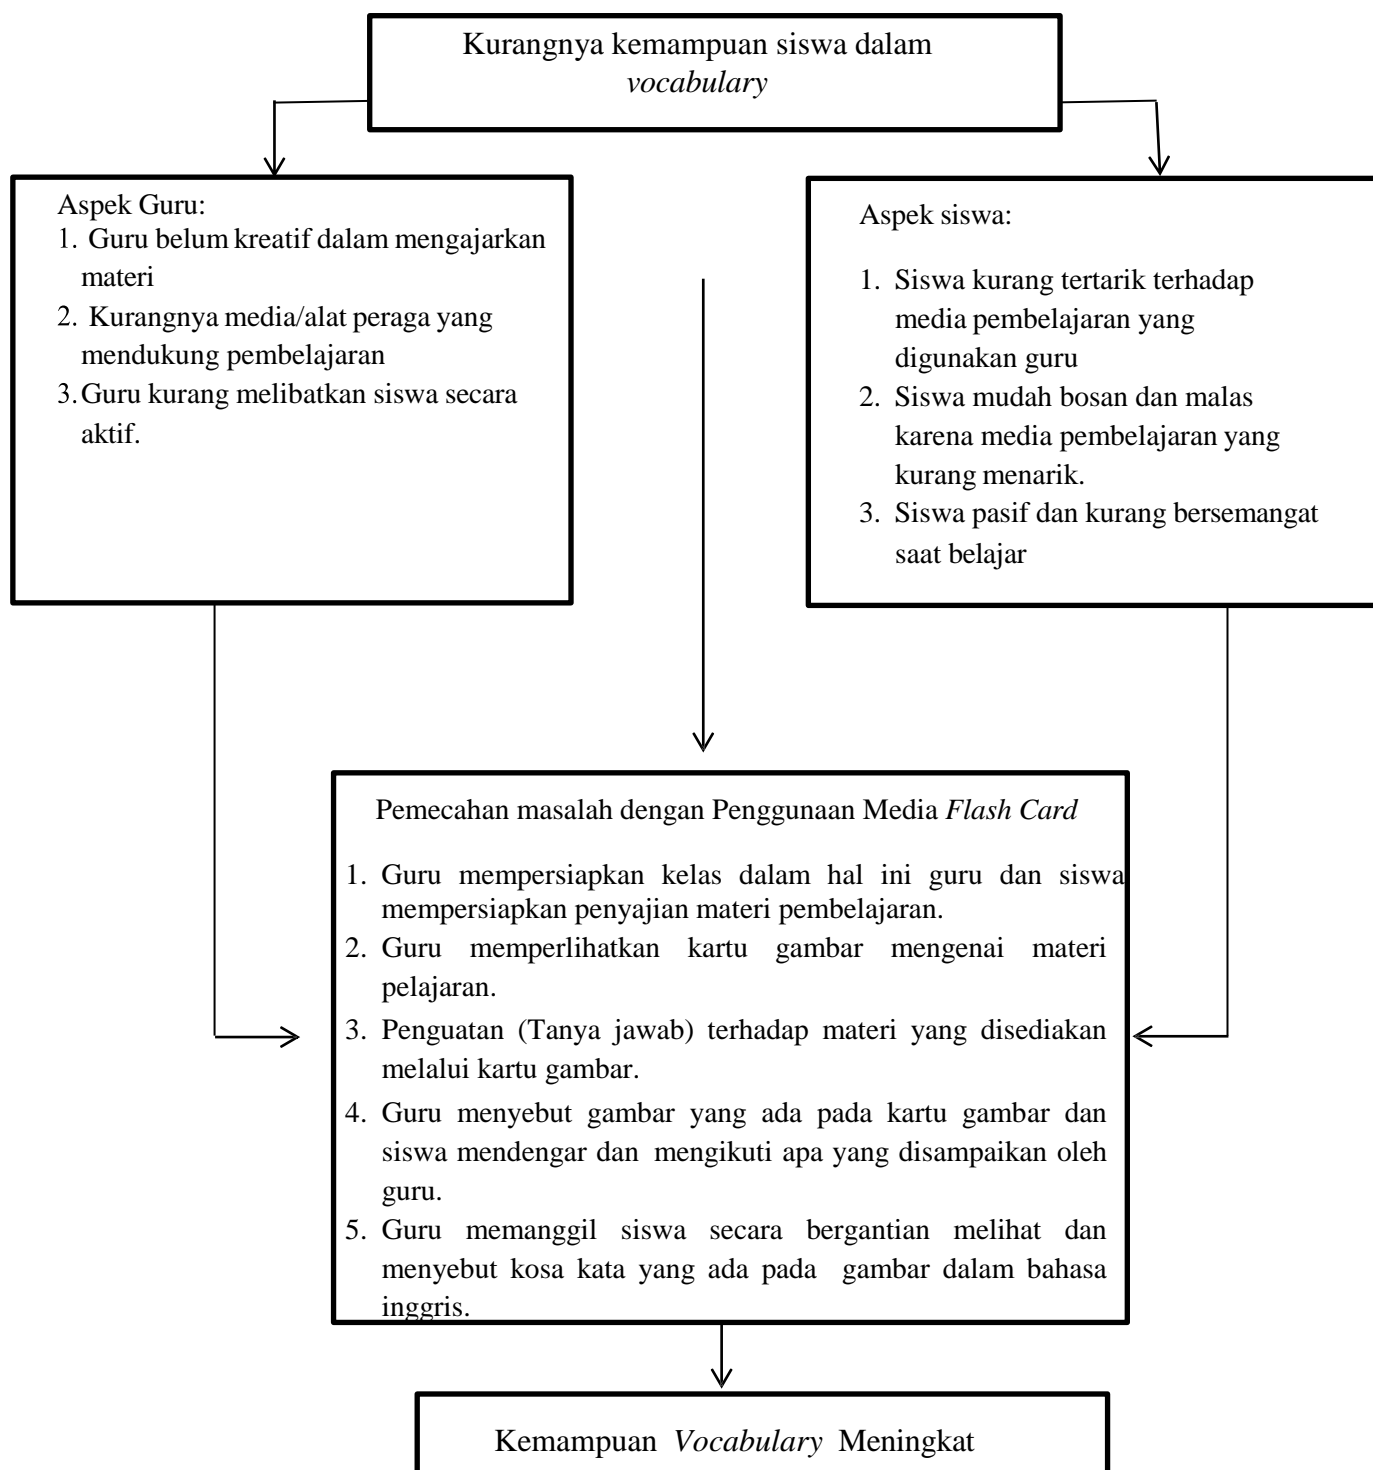 Kurangnya kemampuan siswa dalam
vocabulary
Aspek Guru:
1. Guru belum kreatif dalam mengajarkan
materi
2. Kurangnya media/alat peraga yang
mendukung pembelajaran
3. Guru kurang melibatkan siswa secara
aktif.
Aspek siswa:
1. Siswa kurang tertarik terhadap
media pembelajaran yang
digunakan guru
2. Siswa mudah bosan dan malas
karena media pembelajaran yang
kurang menarik.
3. Siswa pasif dan kurang bersemangat
saat belajar
Pemecahan masalah dengan Penggunaan Media Flash Card
1. Guru mempersiapkan kelas dalam hal ini guru dan siswa
mempersiapkan penyajian materi pembelajaran.
2. Guru memperlihatkan kartu gambar mengenai materi
pelajaran.
3. Penguatan (Tanya jawab) terhadap materi yang disediakan
melalui kartu gambar.
4. Guru menyebut gambar yang ada pada kartu gambar dan
siswa mendengar dan mengikuti apa yang disampaikan oleh
guru.
5. Guru memanggil siswa secara bergantian melihat dan
menyebut kosa kata yang ada pada gambar dalam bahasa
inggris.
Kemampuan Vocabulary Meningkat